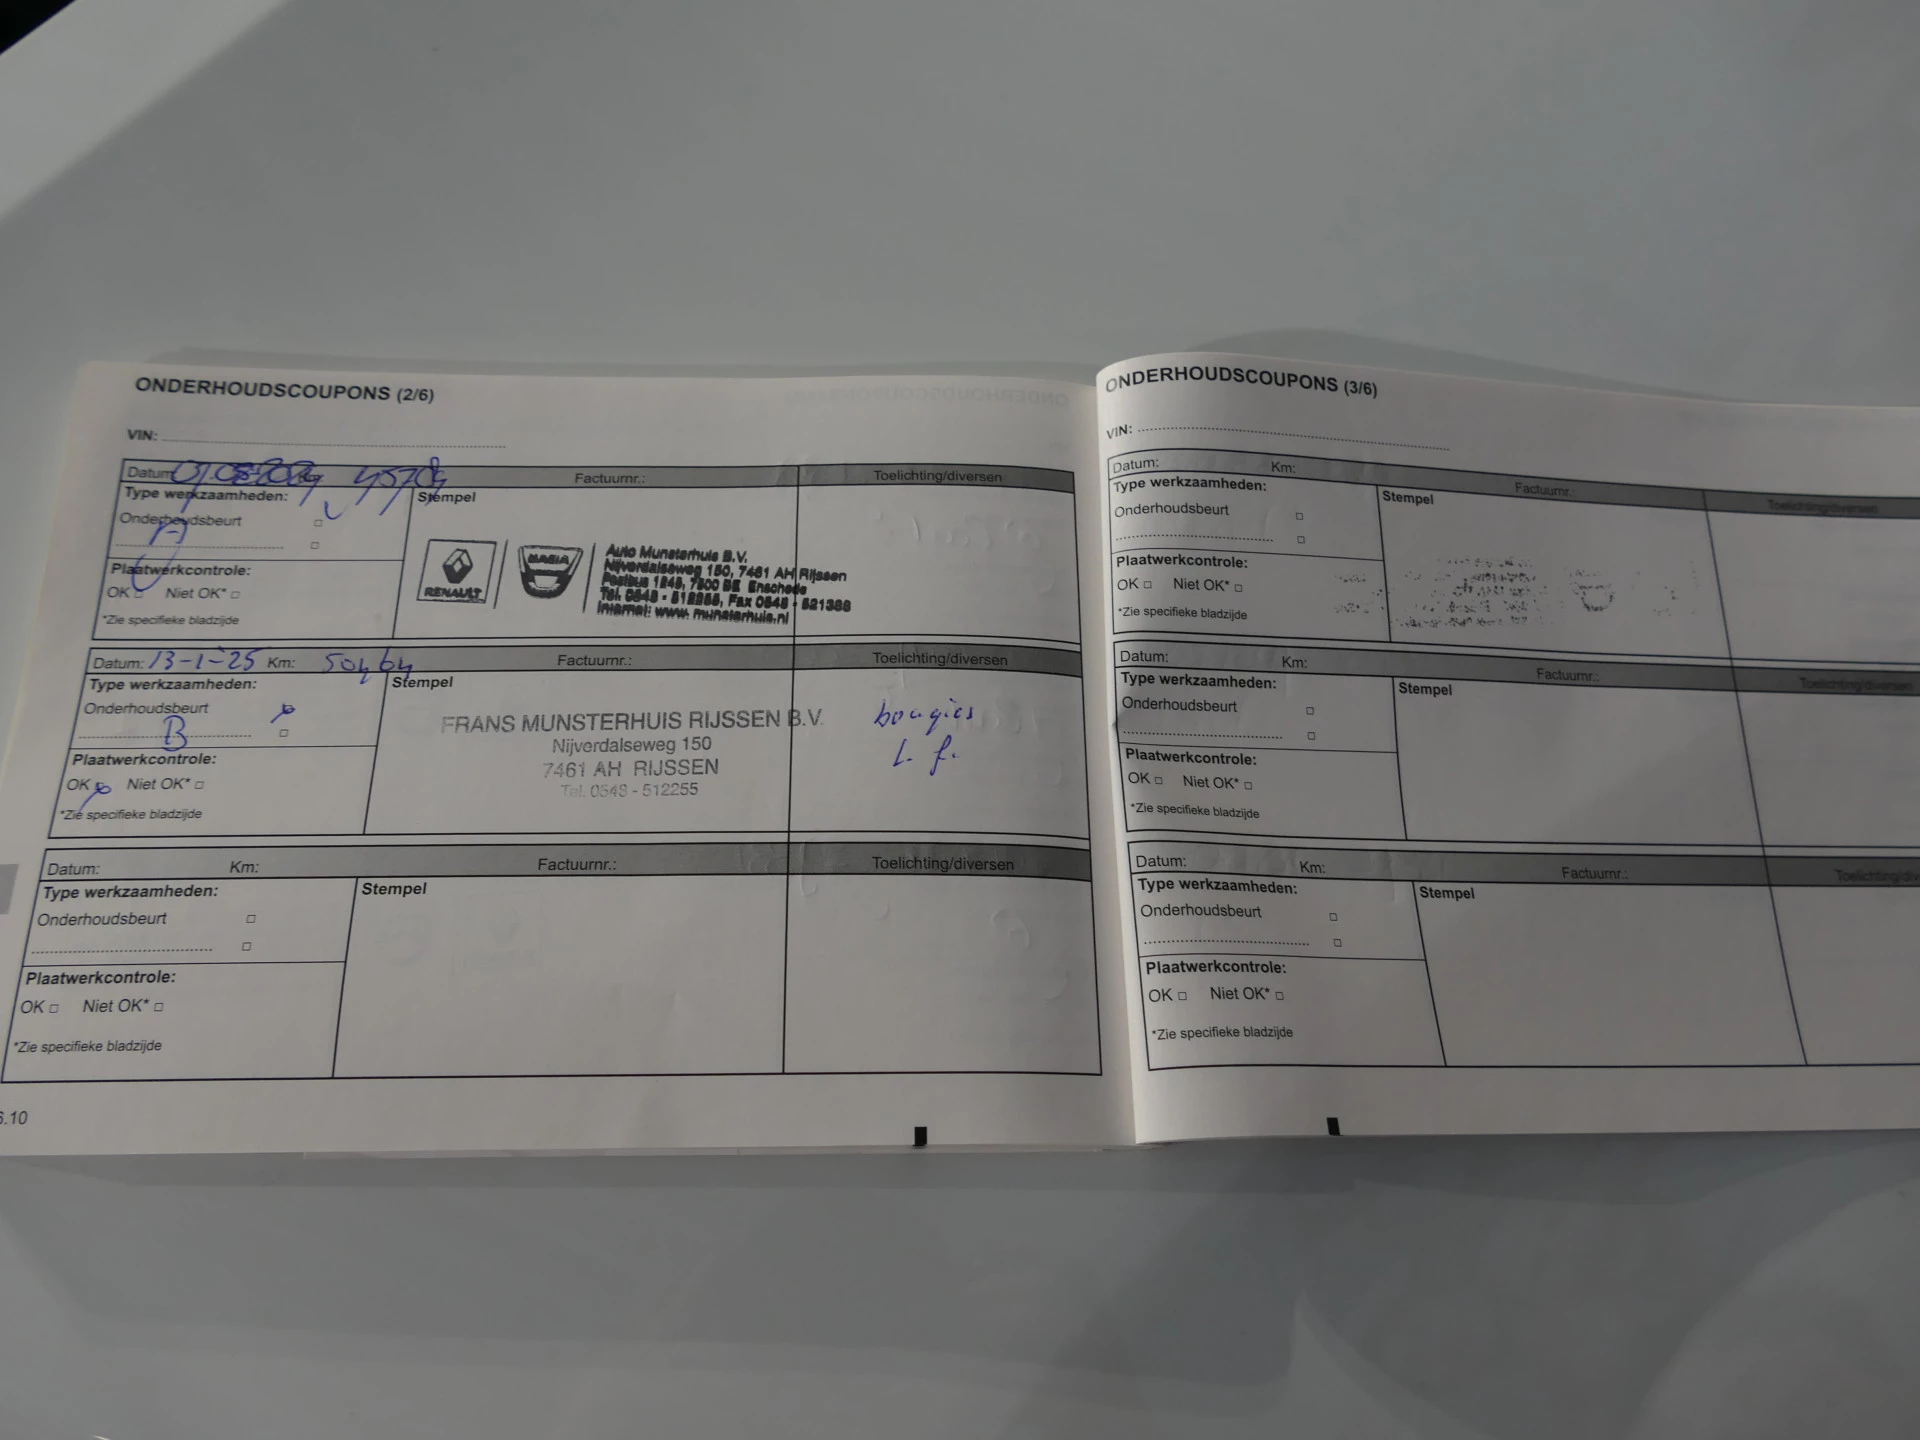 ONDERHOUDSCOUPONS (2/6)
VIN:
Datum: Factuurnr.: Toelichting/diversen
Type werkzaamheden: Stempel
Onderhoudsbeurt
A
Plaatwerkcontrole:
OK Niet OK*
*Zie specifieke bladzijde
RENAULT
DACIA
Auto Munsterhuis B.V.
Nijverdalseweg 150, 7461 AH Rijssen
Postbus 1245, 7500 BE Enschede
Tel. 0548 - 512255, Fax 0548 - 521388
Internet: www.munsterhuis.nl
Datum: 13-1-25 Km: Factuurnr.: Toelichting/diversen
Type werkzaamheden: Stempel
Onderhoudsbeurt
B
Plaatwerkcontrole:
OK Niet OK*
*Zie specifieke bladzijde
FRANS MUNSTERHUIS RIJSSEN B.V.
Nijverdalseweg 150
7461 AH RIJSSEN
Tel. 0548 - 512255
bougies
L. f.
Datum: Km: Factuurnr.: Toelichting/diversen
Type werkzaamheden: Stempel
Onderhoudsbeurt
Plaatwerkcontrole:
OK Niet OK*
*Zie specifieke bladzijde
6.10
ONDERHOUDSCOUPONS (3/6)
VIN:
Datum: Km: Factuurnr.: Toelichting/diversen
Type werkzaamheden: Stempel
Onderhoudsbeurt
Plaatwerkcontrole:
OK Niet OK*
*Zie specifieke bladzijde
Datum: Km: Factuurnr.: Toelichting/diversen
Type werkzaamheden: Stempel
Onderhoudsbeurt
Plaatwerkcontrole:
OK Niet OK*
*Zie specifieke bladzijde
Datum: Km: Factuurnr.: Toelichting/div
Type werkzaamheden: Stempel
Onderhoudsbeurt
Plaatwerkcontrole:
OK Niet OK*
*Zie specifieke bladzijde